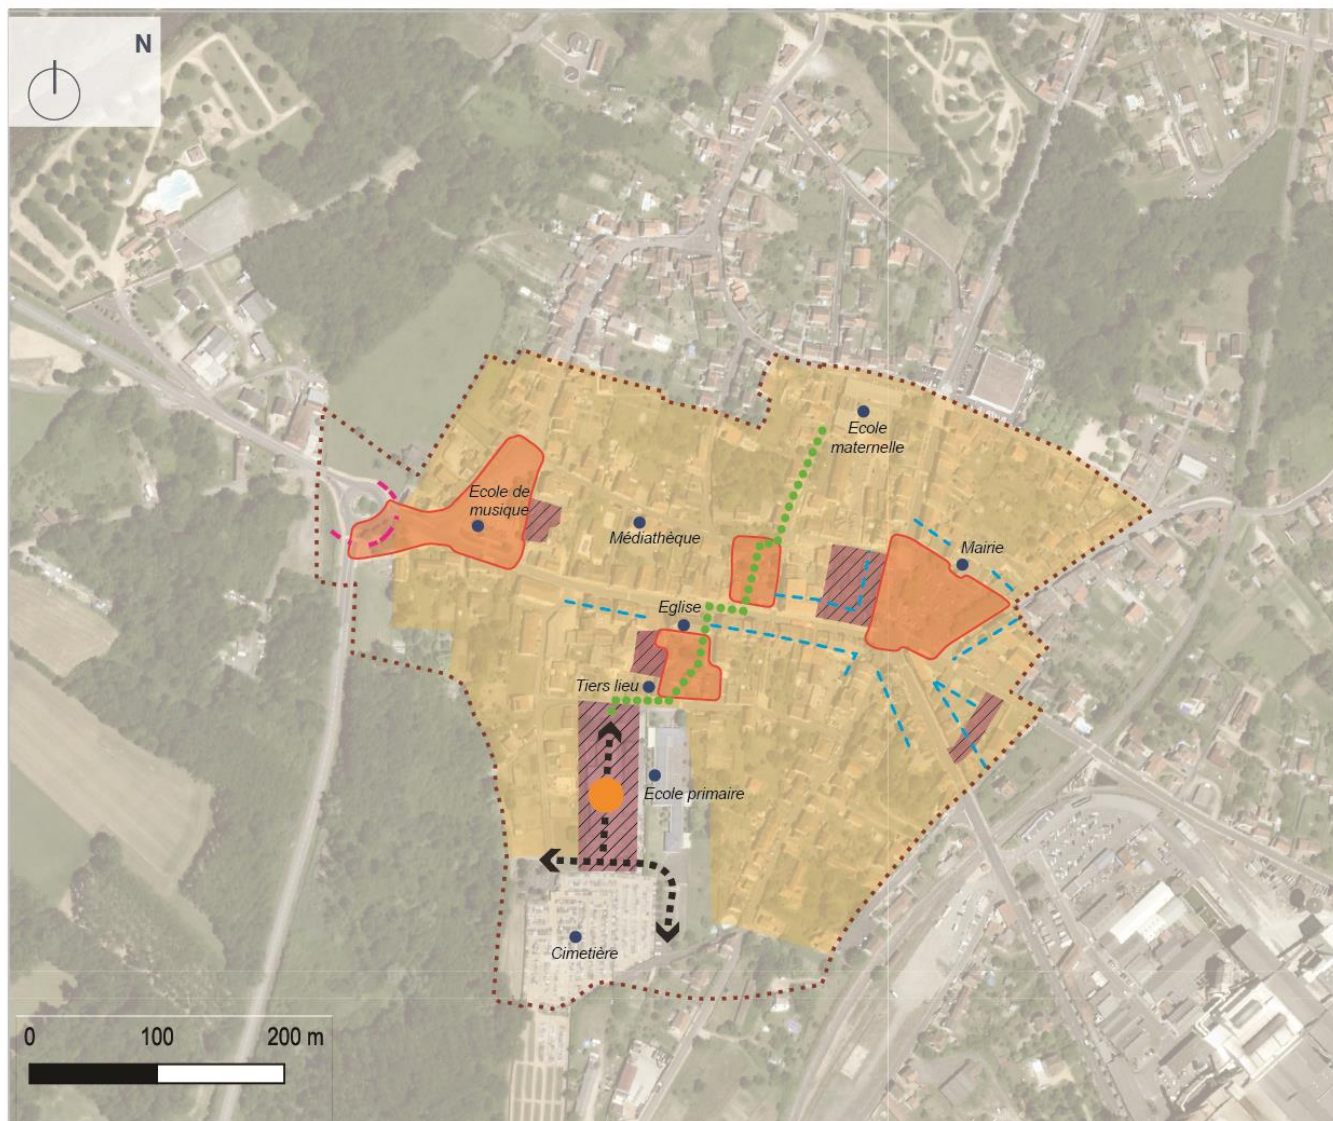 N
Ecole
maternelle
Ecole de
musique
Médiathèque
Mairie
Eglise
Tiers lieu
Ecole primaire
Cimetière
0 100 200 m